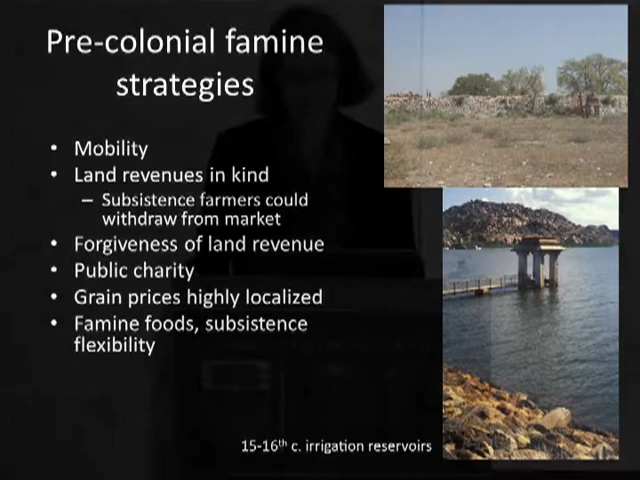 Pre-colonial famine
strategies
• Mobility
• Land revenues in kind
– Subsistence farmers could
withdraw from market
• Forgiveness of land revenue
• Public charity
• Grain prices highly localized
• Famine foods, subsistence
flexibility
15-16th c. irrigation reservoirs